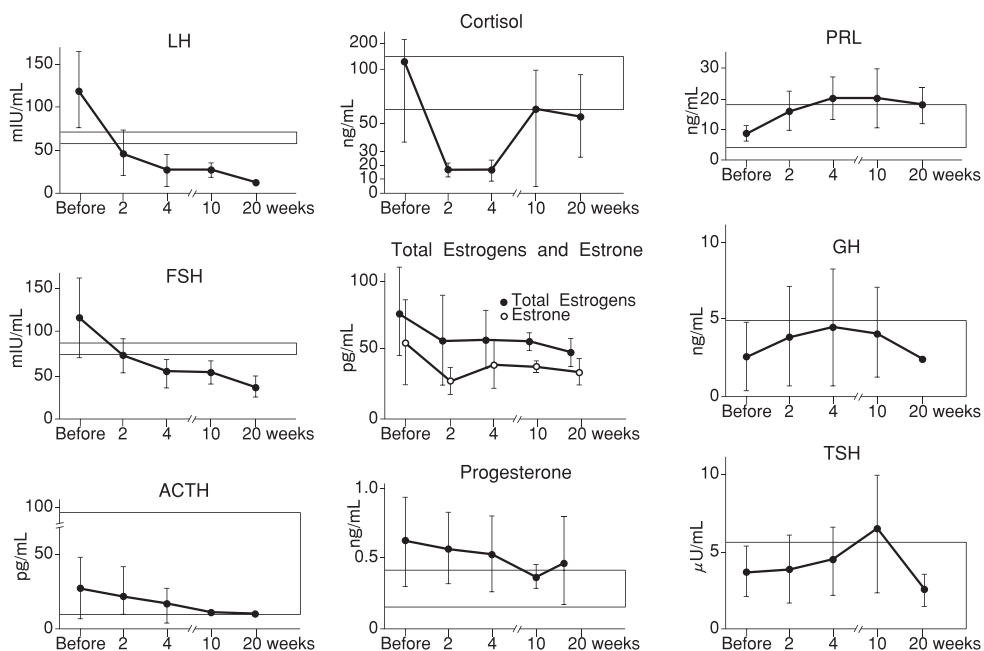 LH
150
100
50
0
mIU/mL
Before 2 4 10 20 weeks
Cortisol
200
100
50
30
20
10
0
ng/mL
Before 2 4 10 20 weeks
PRL
30
20
10
0
ng/mL
Before 2 4 10 20 weeks
FSH
150
100
50
0
mIU/mL
Before 2 4 10 20 weeks
Total Estrogens and Estrone
100
50
0
pg/mL
Total Estrogens
Estrone
Before 2 4 10 20 weeks
GH
10
5
0
ng/mL
Before 2 4 10 20 weeks
ACTH
100
50
0
pg/mL
Before 2 4 10 20 weeks
Progesterone
1.0
0.5
0
ng/mL
Before 2 4 10 20 weeks
TSH
10
5
0
μU/mL
Before 2 4 10 20 weeks